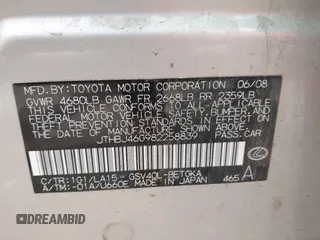 MFD.BY: TOYOTA MOTOR CORPORATION 06/08
GVWR 4680LB GAWR FR 2668LB RR 2359LB
THIS VEHICLE CONFORMS TO ALL APPLICABLE
FEDERAL MOTOR VEHICLE SAFETY, BUMPER, AND
THEFT PREVENTION STANDARDS IN EFFECT ON
THE DATE OF MANUFACTURE SHOWN ABOVE.
JTHBJ46G982258839 PASS.CAR
C/TR: 1G1/LA15- GSV40L-BETGKA
A/TM: -01A/U660E MADE IN JAPAN 465 A
DREAMBID